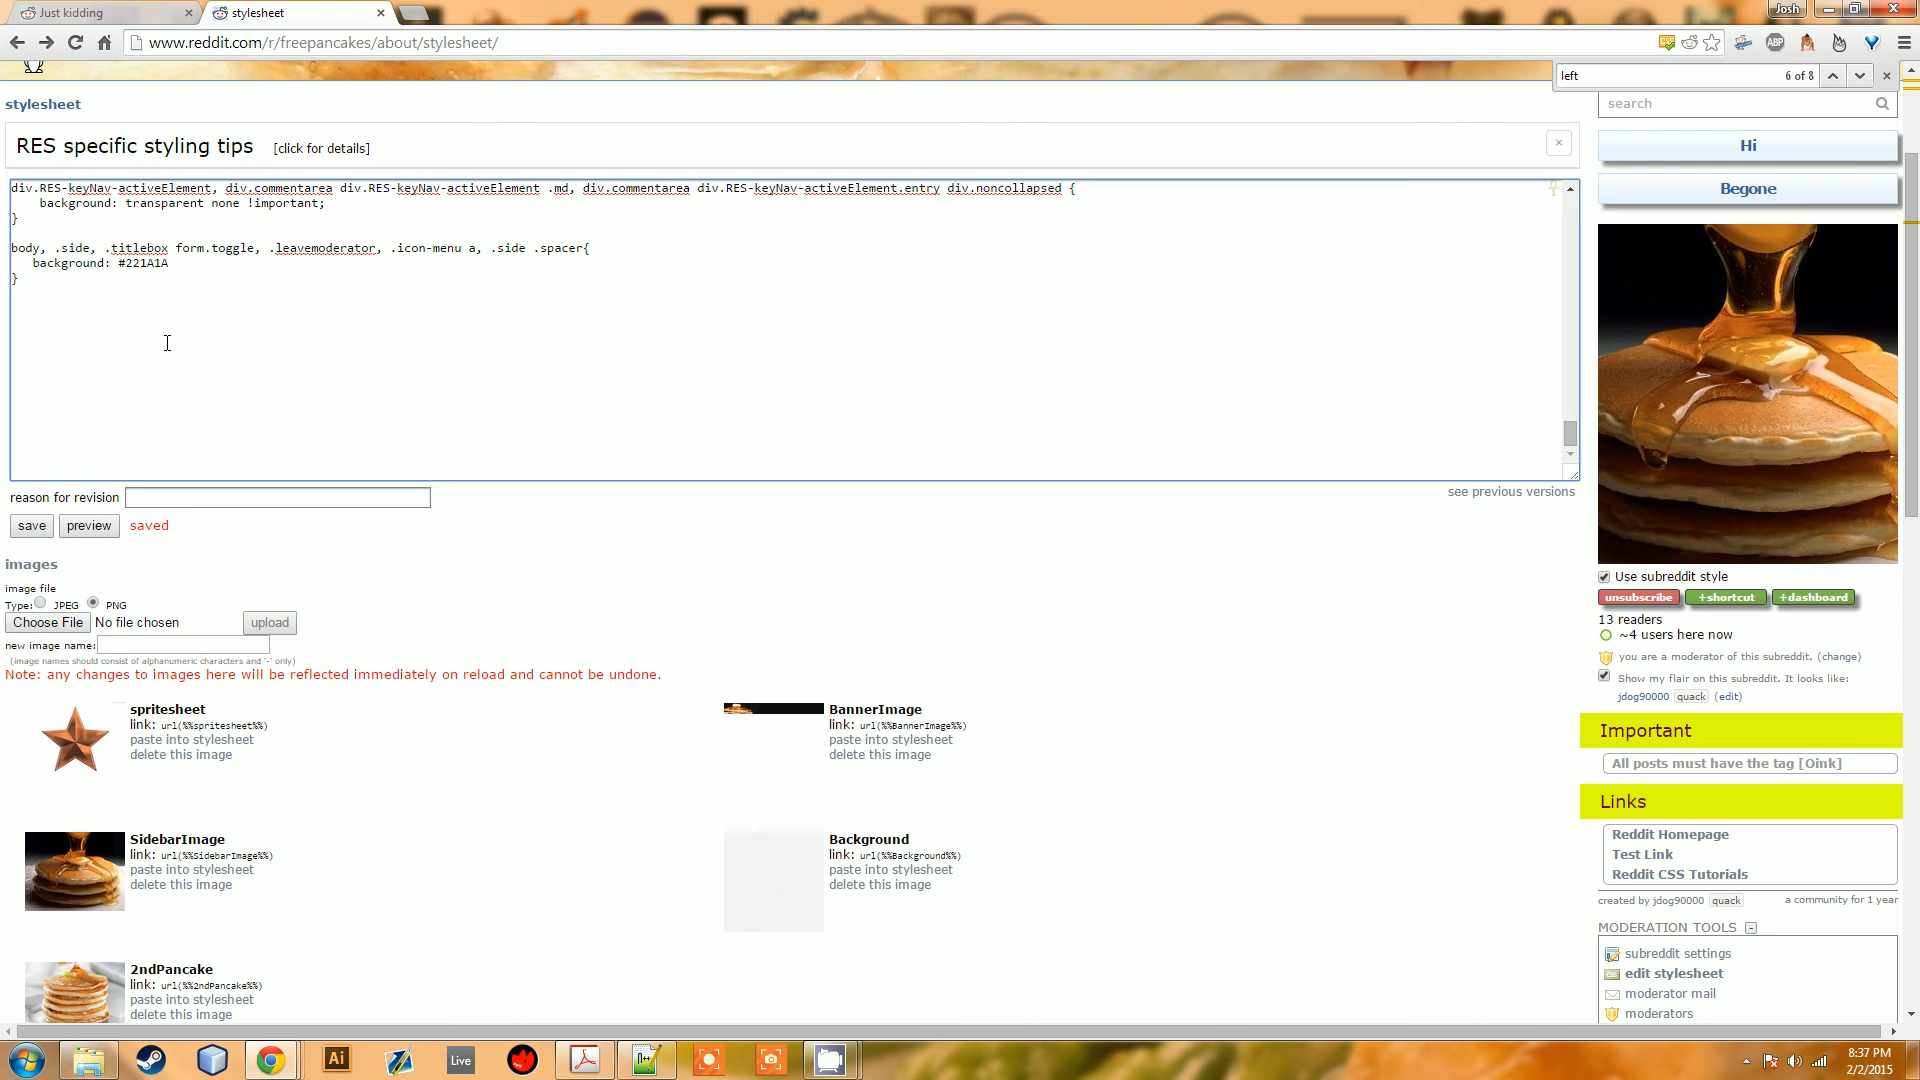 Just kidding
stylesheet
Josh
www.reddit.com/r/freepancakes/about/stylesheet/
CSS
ABP
left
6 of 8
stylesheet
search
RES specific styling tips
[click for details]
Hi
Begone
div.RES-keyNav-activeElement, div.commentarea div.RES-keyNav-activeElement .md, div.commentarea div.RES-keyNav-activeElement.entry div.noncollapsed {
background: transparent none !important;
}
body, .side, .titlebox form.toggle, .leavemoderator, .icon-menu a, .side .spacer{
background: #221A1A
}
see previous versions
reason for revision
save
preview
saved
images
image file
Type: JPEG PNG
Choose File No file chosen
upload
new image name:
(image names should consist of alphanumeric characters and '-' only)
Note: any changes to images here will be reflected immediately on reload and cannot be undone.
spritesheet
link: url(%%spritesheet%%)
paste into stylesheet
delete this image
BannerImage
link: url(%%BannerImage%%)
paste into stylesheet
delete this image
SidebarImage
link: url(%%SidebarImage%%)
paste into stylesheet
delete this image
Background
link: url(%%Background%%)
paste into stylesheet
delete this image
2ndPancake
link: url(%%2ndPancake%%)
paste into stylesheet
delete this image
Use subreddit style
unsubscribe
+shortcut
+dashboard
13 readers
~4 users here now
you are a moderator of this subreddit. (change)
Show my flair on this subreddit. It looks like:
jdog90000 quack (edit)
Important
All posts must have the tag [Oink]
Links
Reddit Homepage
Test Link
Reddit CSS Tutorials
created by jdog90000 quack
a community for 1 year
MODERATION TOOLS
subreddit settings
edit stylesheet
moderator mail
moderators
Ai
Live
8:37 PM
2/2/2015